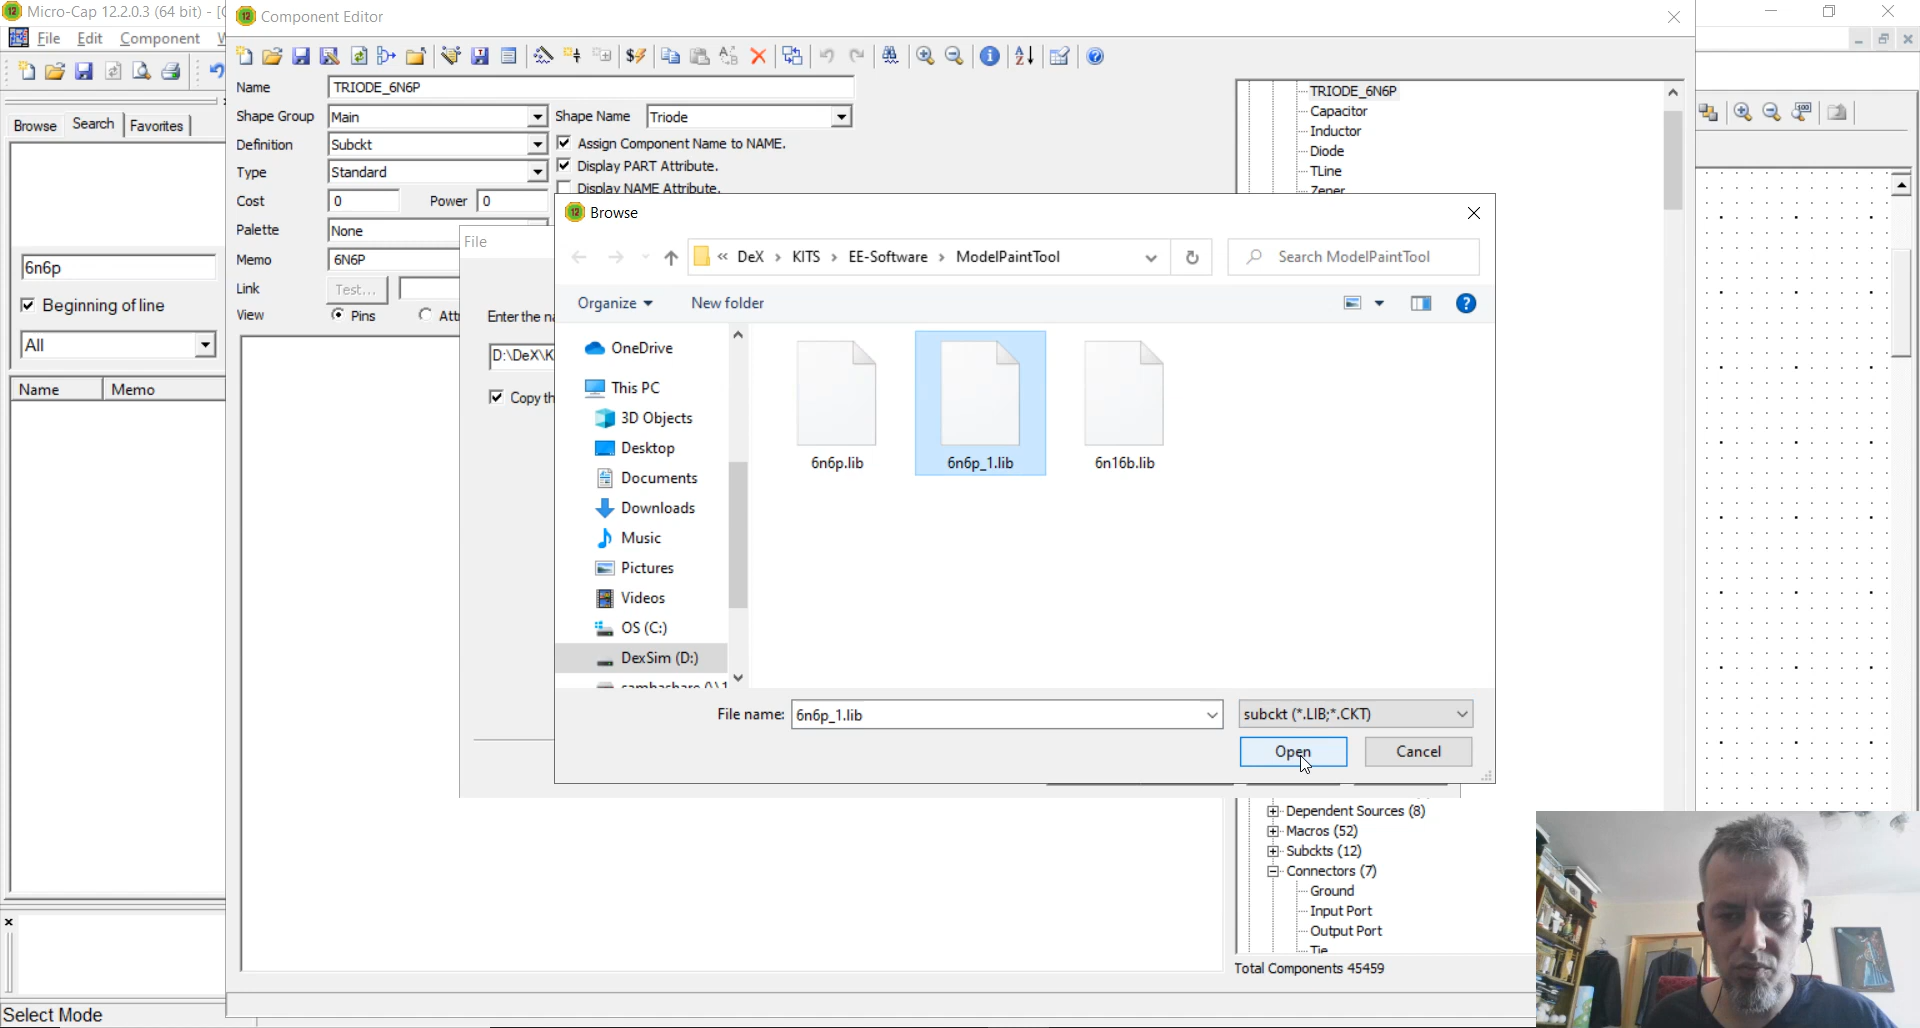 Micro-Cap 12.2.0.3 (64 bit) - [
File Edit Component
Browse Search Favorites
6n6p
Beginning of line
All
Name Memo
Select Mode
Component Editor
Name TRIODE_6N6P
Shape Group Main Shape Name Triode
Definition Subckt Assign Component Name to NAME.
Type Standard Display PART Attribute.
Display NAME Attribute.
Cost 0 Power 0
Palette None
Memo 6N6P
Link Test...
View Pins Att
File
Enter the na
D:\DeX\K
Copy th
Browse
« DeX › KITS › EE-Software › ModelPaintTool
Search ModelPaintTool
Organize New folder
OneDrive
This PC
3D Objects
Desktop
Documents
Downloads
Music
Pictures
Videos
OS (C:)
DexSim (D:)
6n6p.lib
6n6p_1.lib
6n16b.lib
File name: 6n6p_1.lib subckt (*.LIB;*.CKT)
Open Cancel
TRIODE_6N6P
Capacitor
Inductor
Diode
TLine
Zener
Dependent Sources (8)
Macros (52)
Subckts (12)
Connectors (7)
Ground
Input Port
Output Port
Tie
Total Components 45459